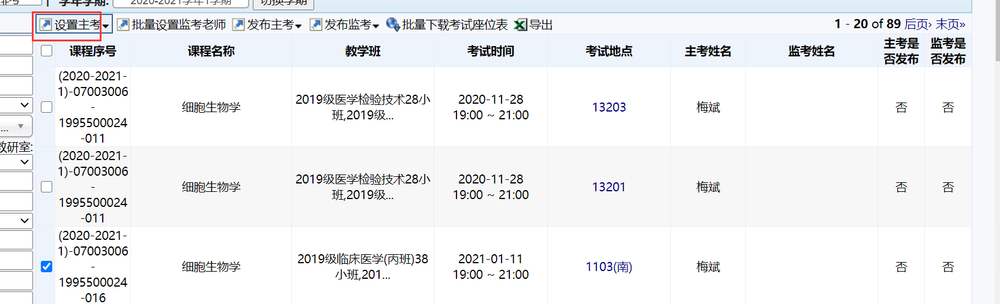 学年学期: 2020-2021学年1学期 切换学期
设置主考 批量设置监考老师 发布主考 发布监考 批量下载考试座位表 导出 1 - 20 of 89 后页› 末页»
课程序号 课程名称 教学班 考试时间 考试地点 主考姓名 监考姓名 主考是 监考是
否发布 否发布
(2020-2021-
1)-07003006
-
1995500024
-011
细胞生物学
2019级医学检验技术28小
班,2019级...
2020-11-28
19:00 ~ 21:00
13203
梅斌
否
否
(2020-2021-
1)-07003006
-
1995500024
-011
细胞生物学
2019级医学检验技术28小
班,2019级...
2020-11-28
19:00 ~ 21:00
13201
梅斌
否
否
(2020-2021-
1)-07003006
-
1995500024
-016
细胞生物学
2019级临床医学(丙班)38
小班,201...
2021-01-11
19:00 ~ 21:00
1103(南)
梅斌
否
否
...
教研室: